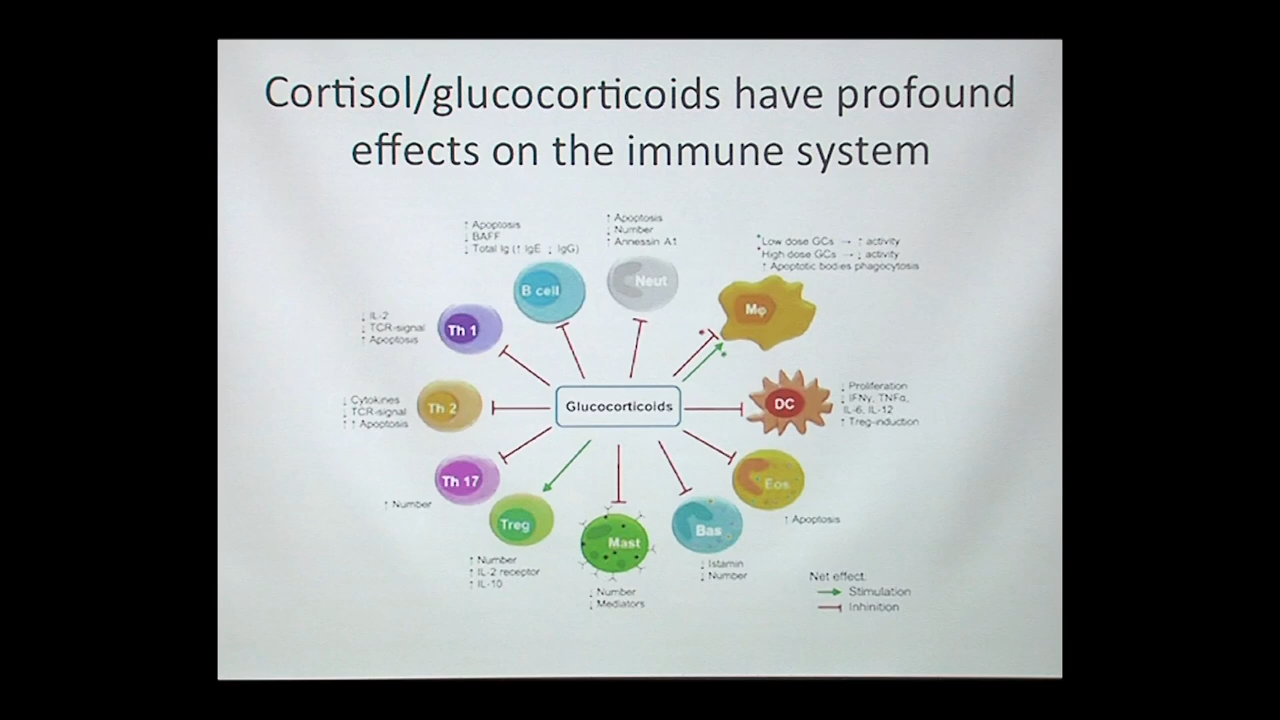 Cortisol/glucocorticoids have profound
effects on the immune system
↑ Apoptosis
↓ BAFF
↓ Total Ig (↑ IgE ↓ IgG)
B cell
↑ Apoptosis
↓ Number
↑ Annessin A1
Neut
*Low dose GCs → ↑ activity
*High dose GCs → ↓ activity
↑ Apoptotic bodies phagocytosis
Mφ
↓ IL-2
↓ TCR-signal
↑ Apoptosis
Th 1
↓ Cytokines
↓ TCR-signal
↑ ↑ Apoptosis
Th 2
Glucocorticoids
DC
↓ Proliferation
↓ IFNγ, TNFα,
IL-6, IL-12
↑ Treg-induction
Th 17
↑ Number
Eos
↑ Apoptosis
Treg
↑ Number
↑ IL-2 receptor
↑ IL-10
Mast
↓ Number
↓ Mediators
Bas
↓ Istamin
↓ Number
Net effect
Stimulation
Inhinition